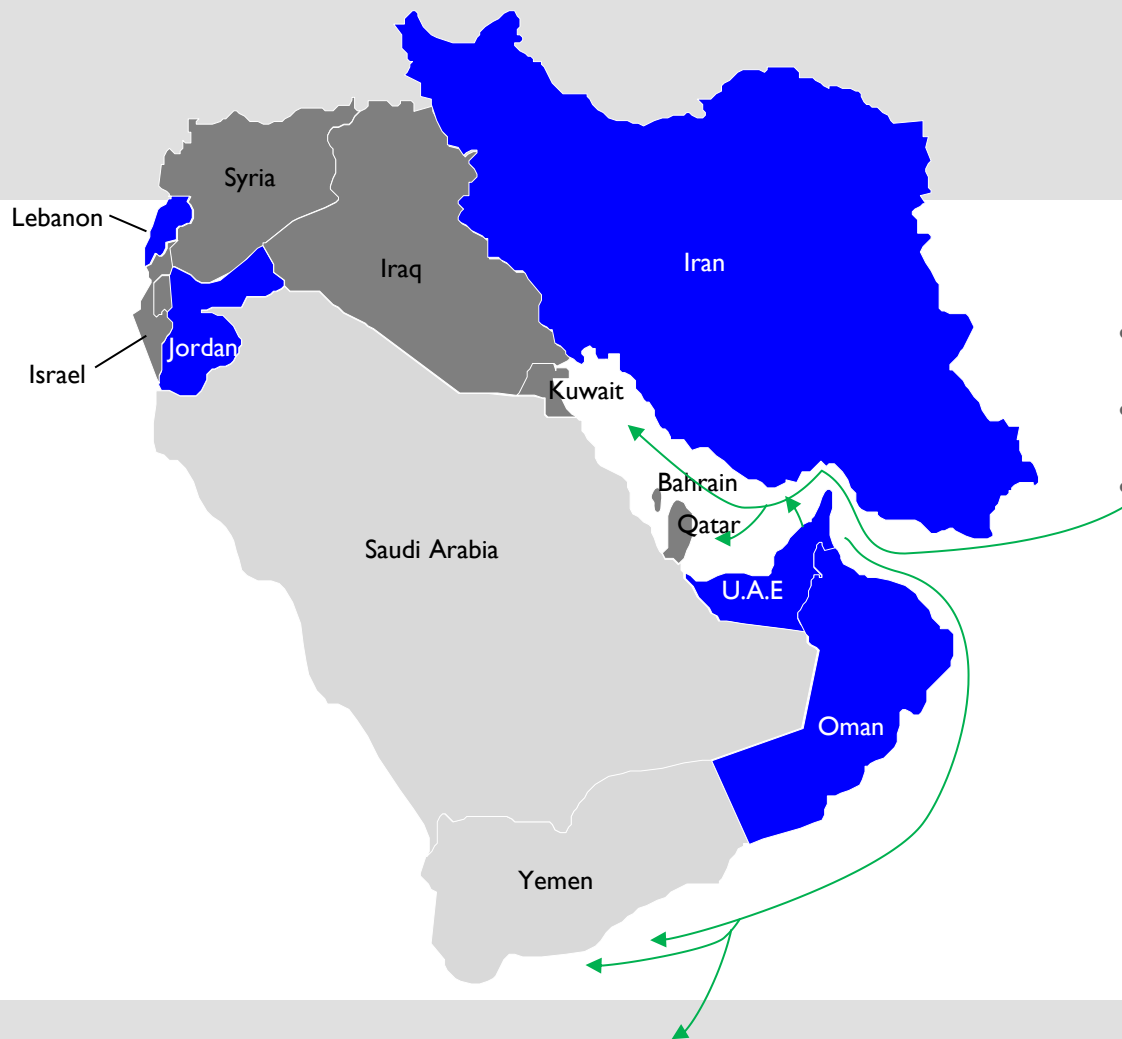 Syria
Lebanon
Iraq
Iran
Jordan
Israel
Kuwait
Bahrain
Qatar
Saudi Arabia
U.A.E
Oman
Yemen